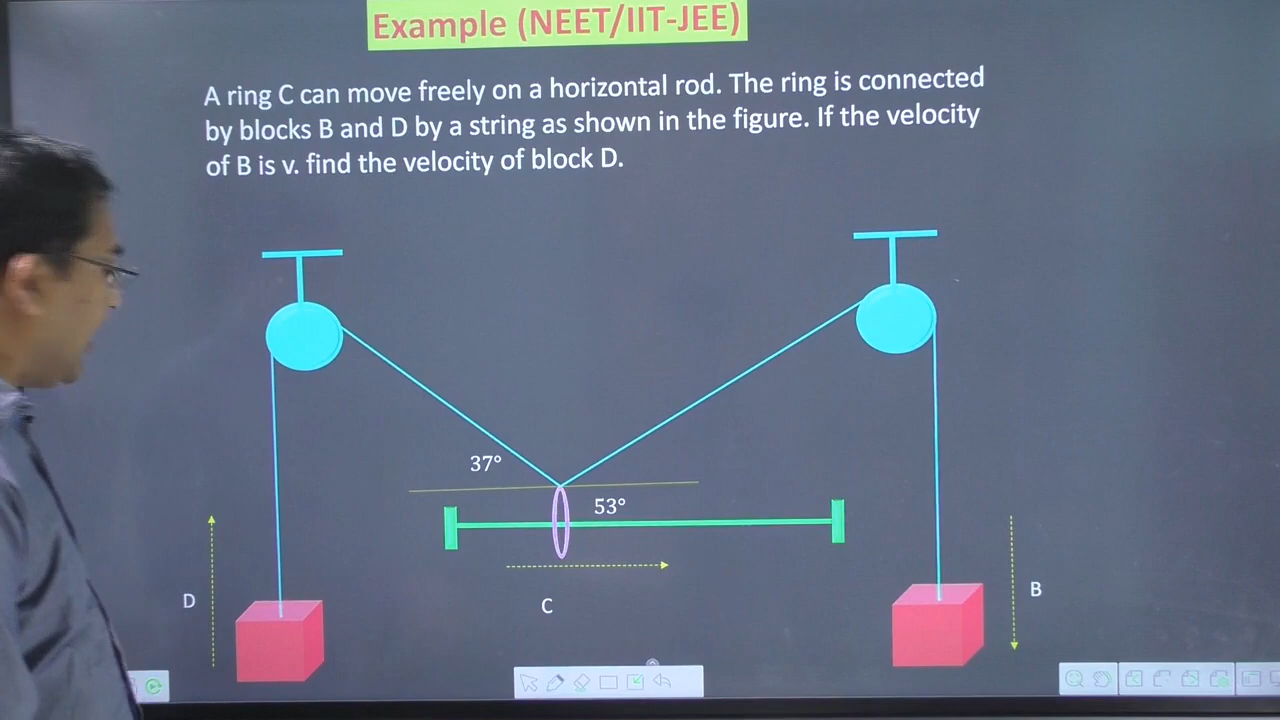 Example (NEET/IIT-JEE)
A ring C can move freely on a horizontal rod. The ring is connected
by blocks B and D by a string as shown in the figure. If the velocity
of B is v. find the velocity of block D.
37°
53°
D
C
B